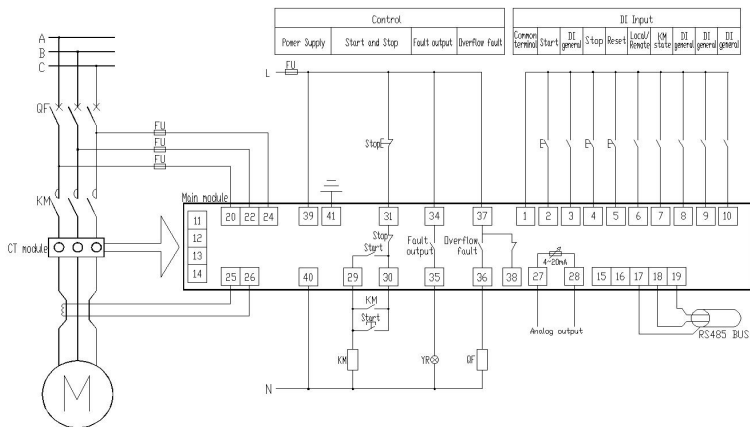 Control
DI Input
Power Supply
Start and Stop
Fault output
Overflow fault
Common terminal
Start
DI general
Stop
Reset
Local/ Remote
KM state
DI general
DI general
DI general
A
B
C
QF
FU
FU
FU
L
FU
Stop
KM
CT module
Main module
11
12
13
14
20
22
24
39
41
31
34
37
1
2
3
4
5
6
7
8
9
10
Stop
Start
Fault output
Overflow fault
4-20mA
25
26
40
29
30
35
36
38
27
28
15
16
17
18
19
KM
Start
Analog output
RS485 BUS
KM
YR
QF
N
M
E
E
E